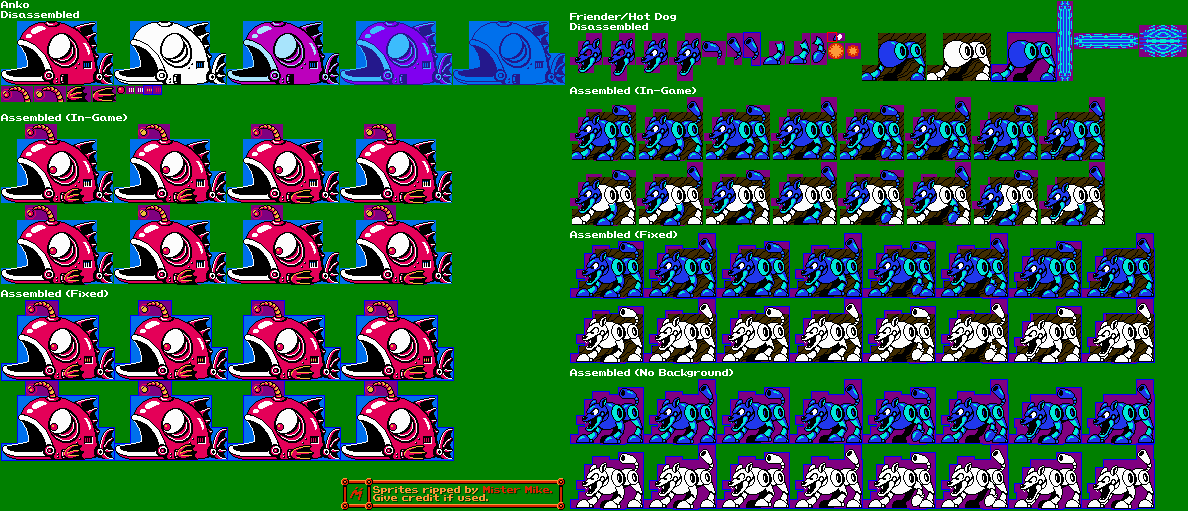 Anko
Disassembled
Assembled (In-Game)
Assembled (Fixed)
Friender/Hot Dog
Disassembled
Assembled (In-Game)
Assembled (Fixed)
Assembled (No Background)
Sprites ripped by Mister Mike.
Give credit if used.